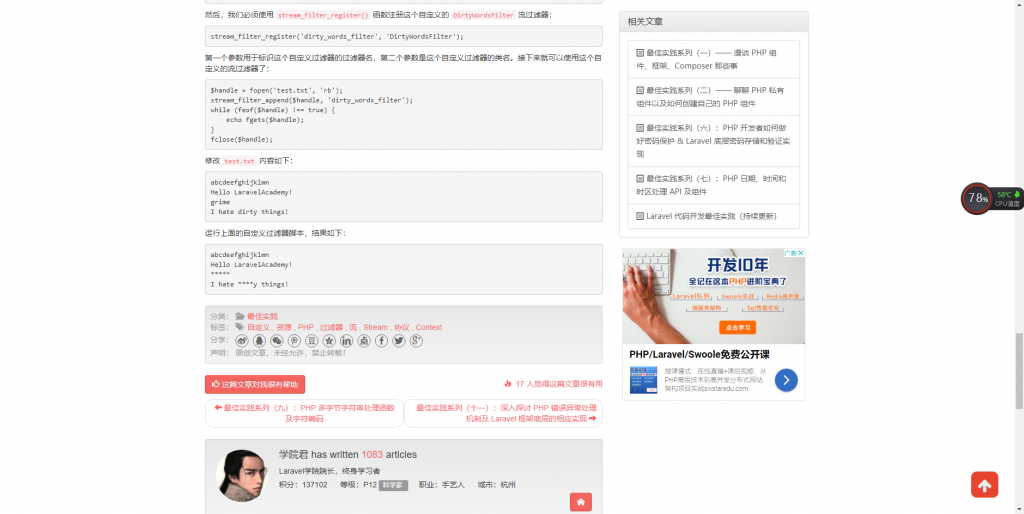 然后，我们必须使用 stream_filter_register() 函数注册这个自定义的 DirtyWordsFilter 流过滤器：
stream_filter_register('dirty_words_filter', 'DirtyWordsFilter');
第一个参数用于标识这个自定义过滤器的过滤器名，第二个参数是这个自定义过滤器的类名。接下来就可以使用这个自
定义的流过滤器了：
$handle = fopen('test.txt', 'rb');
stream_filter_append($handle, 'dirty_words_filter');
while (feof($handle) !== true) {
    echo fgets($handle);
}
fclose($handle);
修改 test.txt 内容如下：
abcdeefghijklmn
Hello LaravelAcademy!
grime
I hate dirty things!
运行上面的自定义过滤器脚本，结果如下：
abcdeefghijklmn
Hello LaravelAcademy!
*****
I hate ****y things!
分类： 最佳实践
标签： 自定义 , 资源 , PHP , 过滤器 , 流 , Stream , 协议 , Context
分享：
声明： 原创文章，未经允许，禁止转载！
这篇文章对我很有帮助
17 人觉得这篇文章很有用
最佳实践系列（九）：PHP 多字节字符串处理函数
及字符编码
最佳实践系列（十一）：深入探讨 PHP 错误异常处理
机制及 Laravel 框架底层的相应实现
学院君 has written 1083 articles
Laravel学院院长，终身学习者
积分：137102 等级：P12 科学家 职业：手艺人 城市：杭州
相关文章
最佳实践系列（一）—— 漫谈 PHP 组
件、框架、Composer 那些事
最佳实践系列（二）—— 聊聊 PHP 私有
组件以及如何创建自己的 PHP 组件
最佳实践系列（六）：PHP 开发者如何做
好密码保护 & Laravel 底层密码存储和验证实
现
最佳实践系列（七）：PHP 日期、时间和
时区处理 API 及组件
Laravel 代码开发最佳实践（持续更新）
广告
开发10年
全记在这本PHP进阶宝典了
Laravel队列 Swoole实战 Redis高并发
微服务架构 Sql性能优化
点击学习
PHP/Laravel/Swoole免费公开课
授课模式：在线直播+课后视频，从
PHP高级技术到高并发分布式网站
架构项目实战sixstaredu.com
78%
58℃
CPU温度